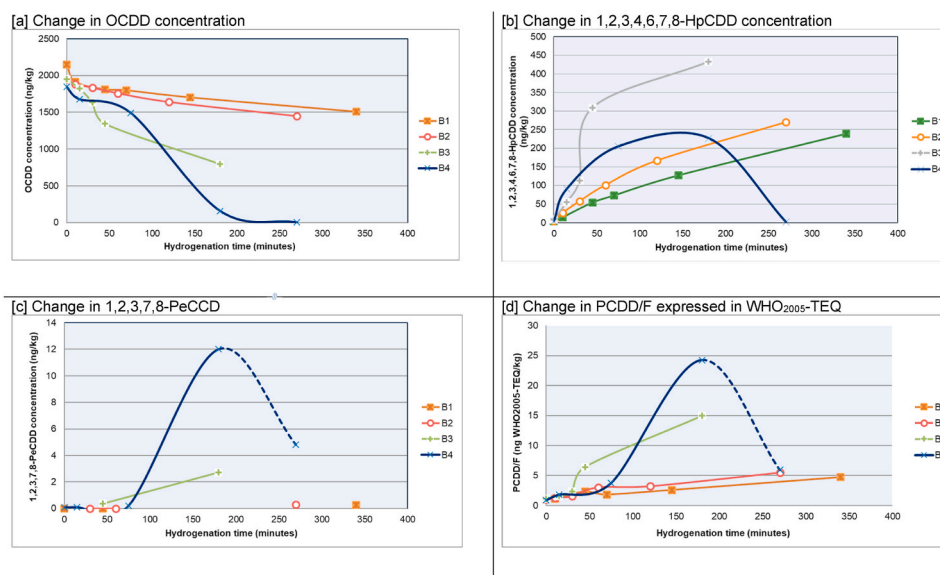 [a] Change in OCDD concentration
2500
2000
1500
1000
500
0
0 50 100 150 200 250 300 350 400
OCDD concentration (ng/kg)
Hydrogenation time (minutes)
B1
B2
B3
B4
[b] Change in 1,2,3,4,6,7,8-HpCDD concentration
500
450
400
350
300
250
200
150
100
50
0
0 50 100 150 200 250 300 350 400
1,2,3,4,6,7,8-HpCDD concentration
(ng/kg)
Hydrogenation time (minutes)
B1
B2
B3
B4
[c] Change in 1,2,3,7,8-PeCCD
14
12
10
8
6
4
2
0
0 50 100 150 200 250 300 350 400
1,2,3,7,8-PeCDD concentration (ng/kg)
Hydrogenation time (minutes)
B1
B2
B3
B4
[d] Change in PCDD/F expressed in WHO2005-TEQ
30
25
20
15
10
5
0
0 50 100 150 200 250 300 350 400
PCDD/F (ng WHO2005-TEQ/kg)
Hydrogenation time (minutes)